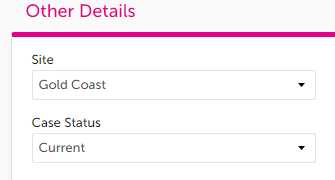 Other Details
Site
Gold Coast
Case Status
Current